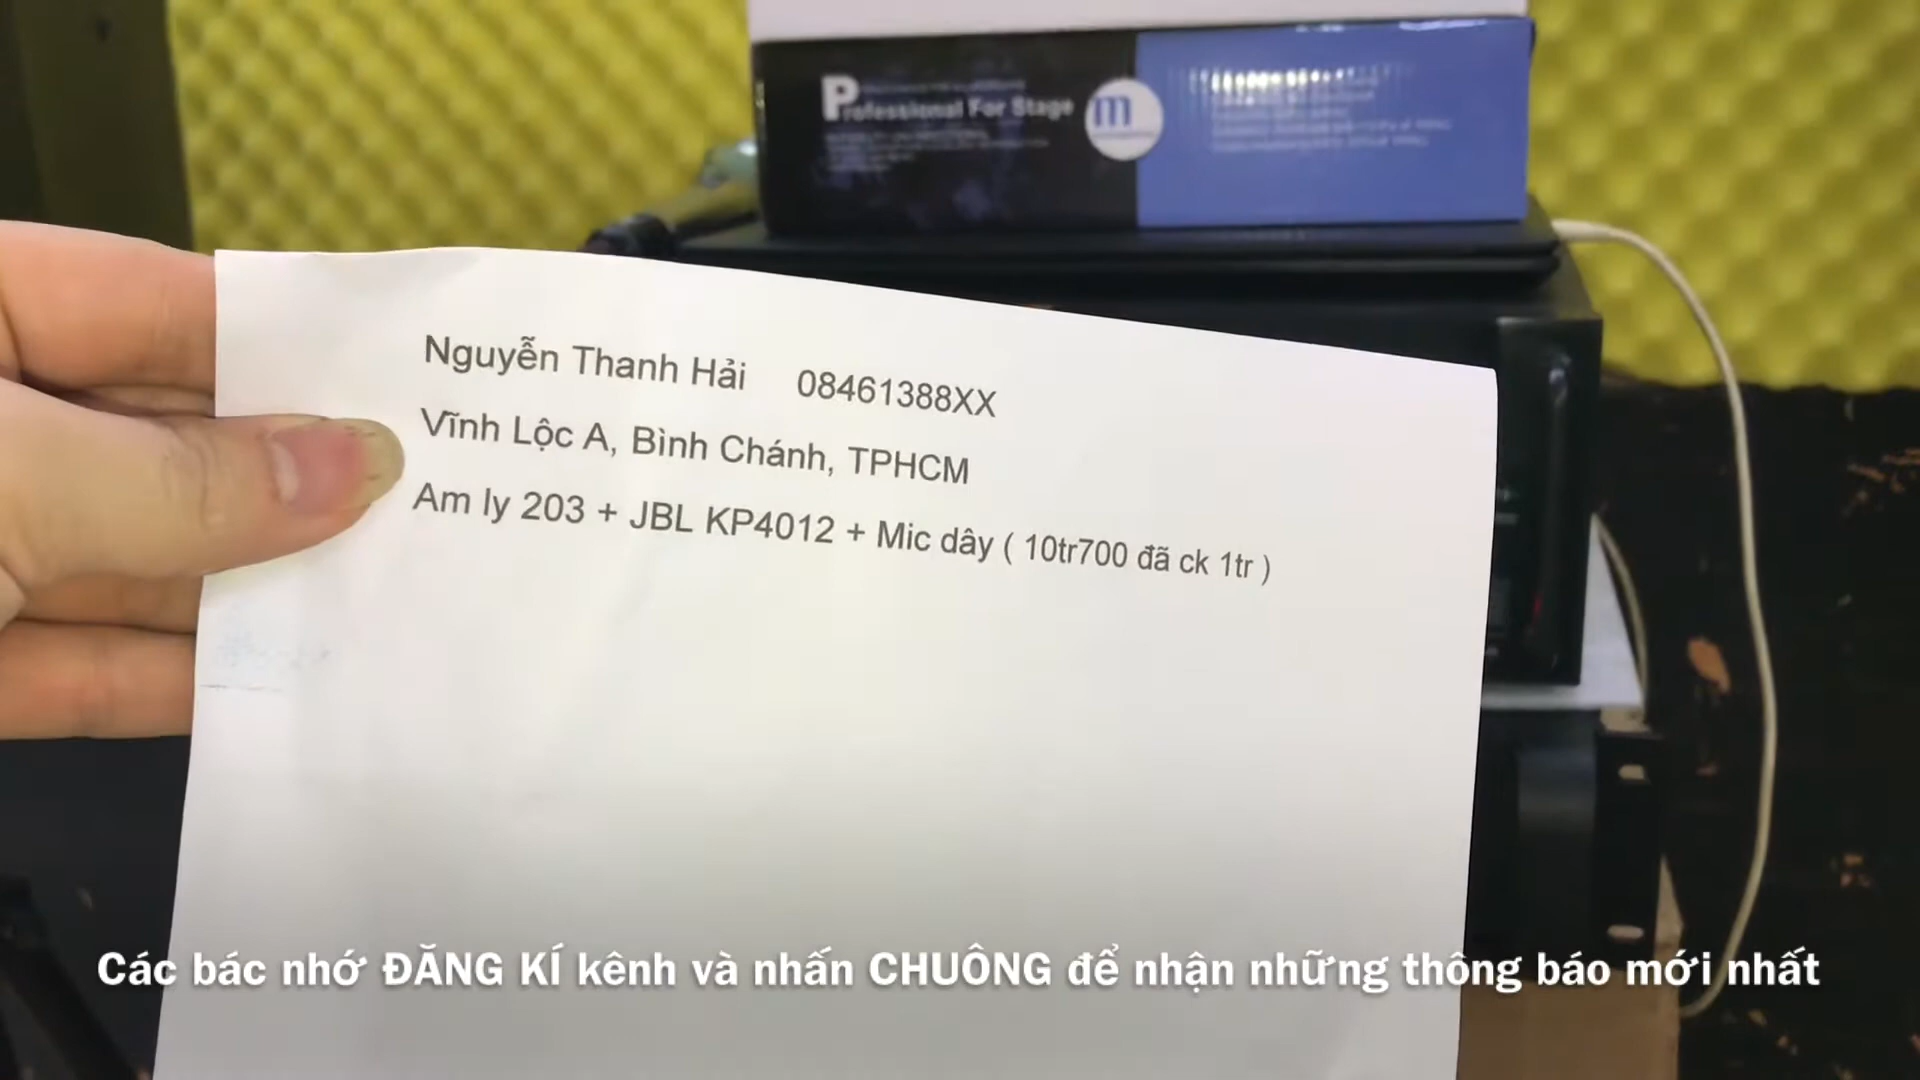 Professional For Stage
m
Nguyễn Thanh Hải 08461388XX
Vĩnh Lộc A, Bình Chánh, TPHCM
Am ly 203 + JBL KP4012 + Mic dây ( 10tr700 đã ck 1tr )
Các bác nhớ ĐĂNG KÍ kênh và nhấn CHUÔNG để nhận những thông báo mới nhất